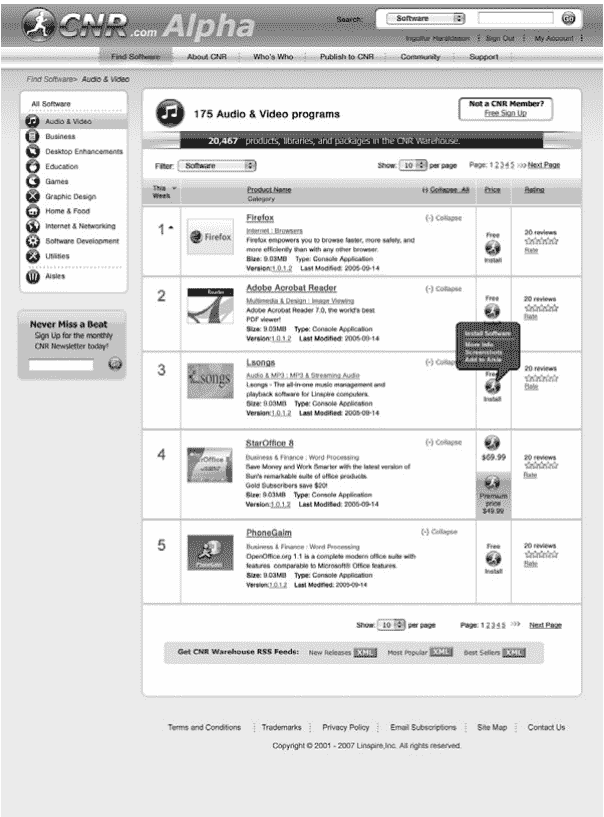 CNR.com Alpha
Search: Software Go
Ingolfur Haraldsson Sign Out My Account
Find Software About CNR Who's Who Publish to CNR Community Support
Find Software> Audio & Video
All Software
Audio & Video
Business
Desktop Enhancements
Education
Games
Graphic Design
Home & Food
Internet & Networking
Software Development
Utilities
Aisles
Never Miss a Beat
Sign Up for the monthly
CNR Newsletter today!
Go
175 Audio & Video programs
Not a CNR Member?
Free Sign Up
20,467 products, libraries, and packages in the CNR Warehouse.
Filter: Software Show: 10 per page Page: 1 2 3 4 5 >>> Next Page
This Week Product Name Category (-) Collapse All Price Rating
1 Firefox (-) Collapse
Internet : Browsers
Firefox empowers you to browse faster, more safely, and
more efficiently than with any other browser.
Size: 9.03MB Type: Console Application
Version:1.0.1.2 Last Modified: 2005-09-14
Free
Install
20 reviews
Rate
2 Adobe Acrobat Reader (-) Collapse
Multimedia & Design : Image Viewing
Adobe Acrobat Reader 7.0, the world's best
PDF viewer!
Size: 9.03MB Type: Console Application
Version:1.0.1.2 Last Modified: 2005-09-14
Free
20 reviews
Rate
Install Software
More Info
Screenshots
Add to Aisle
3 Lsongs (-) Collapse
Audio & MP3 : MP3 & Streaming Audio
Lsongs - The all-in-one music management and
playback software for Linspire computers.
Size: 9.03MB Type: Console Application
Version:1.0.1.2 Last Modified: 2005-09-14
Free
Install
20 reviews
Rate
4 StarOffice 8 (-) Collapse
Business & Finance : Word Processing
Save Money and Work Smarter with the latest version of
Sun's remarkable suite of office products.
Gold Subscribers save $20!
Size: 9.03MB Type: Console Application
Version:1.0.1.2 Last Modified: 2005-09-14
$69.99
Premium
price
$49.99
20 reviews
Rate
5 PhoneGaim (-) Collapse
Business & Finance : Word Processing
OpenOffice.org 1.1 is a complete modern office suite with
features comparable to Microsoft® Office features.
Size: 9.03MB Type: Console Application
Version:1.0.1.2 Last Modified: 2005-09-14
Free
Install
20 reviews
Rate
Show: 10 per page Page: 1 2 3 4 5 >>> Next Page
Get CNR Warehouse RSS Feeds: New Releases XML Most Popular XML Best Sellers XML
Terms and Conditions Trademarks Privacy Policy Email Subscriptions Site Map Contact Us
Copyright © 2001 - 2007 Linspire,Inc. All rights reserved.